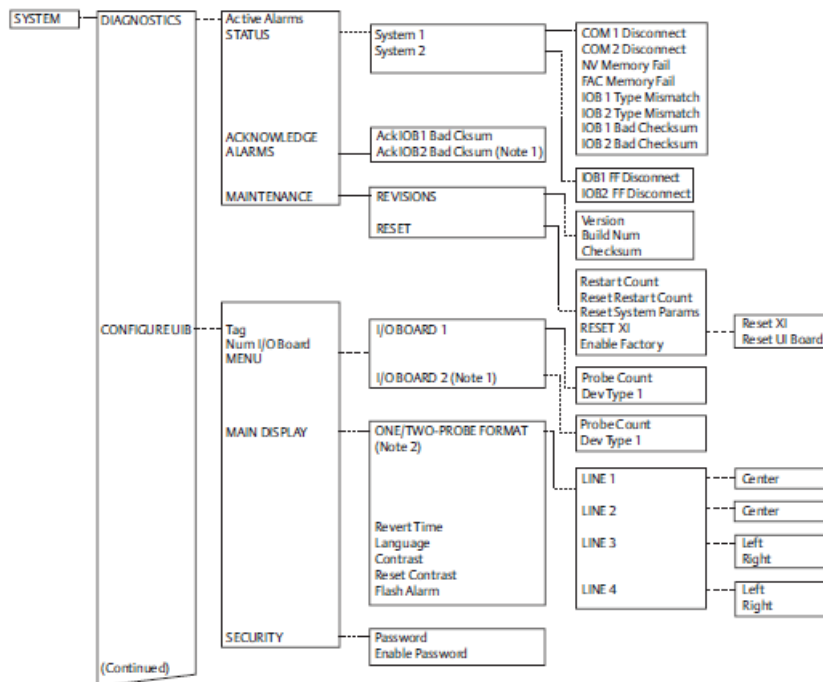 SYSTEM
DIAGNOSTICS
Active Alarms
STATUS
System 1
System 2
COM 1 Disconnect
COM 2 Disconnect
NV Memory Fail
FAC Memory Fail
IOB 1 Type Mismatch
IOB 2 Type Mismatch
IOB 1 Bad Checksum
IOB 2 Bad Checksum
IOB1 FF Disconnect
IOB2 FF Disconnect
ACKNOWLEDGE
ALARMS
Ack IOB1 Bad Cksum
Ack IOB2 Bad Cksum (Note 1)
MAINTENANCE
REVISIONS
RESET
Version
Build Num
Checksum
Restart Count
Reset Restart Count
Reset System Params
RESET XI
Enable Factory
Reset XI
Reset UI Board
CONFIGURE UIB
Tag
Num I/O Board
MENU
I/O BOARD 1
I/O BOARD 2 (Note 1)
Probe Count
Dev Type 1
Probe Count
Dev Type 1
MAIN DISPLAY
ONE/TWO-PROBE FORMAT
(Note 2)
Revert Time
Language
Contrast
Reset Contrast
Flash Alarm
LINE 1
LINE 2
LINE 3
LINE 4
Center
Center
Left
Right
Left
Right
SECURITY
Password
Enable Password
(Continued)